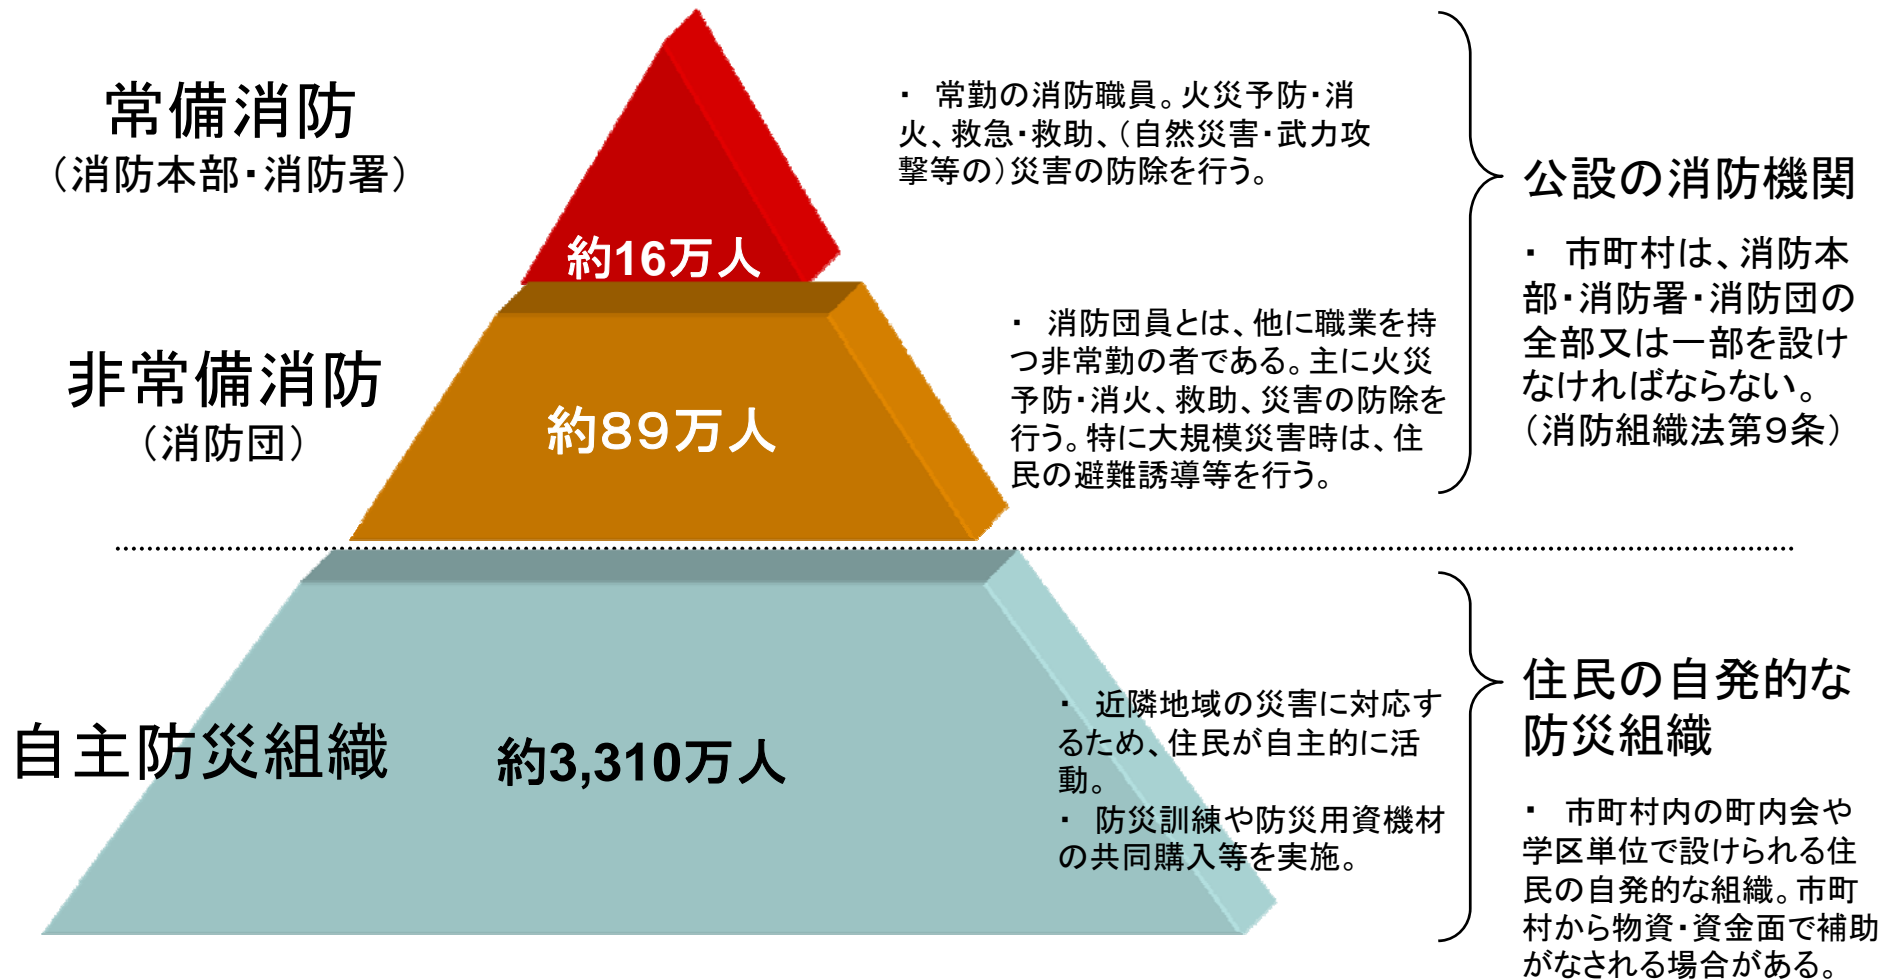 常備消防
（消防本部・消防署）
約16万人
・ 常勤の消防職員。火災予防・消
火、救急・救助、（自然災害・武力攻
撃等の）災害の防除を行う。
公設の消防機関
・ 市町村は、消防本
部・消防署・消防団の
全部又は一部を設け
なければならない。
（消防組織法第９条）
非常備消防
（消防団）
約８９万人
・ 消防団員とは、他に職業を持
つ非常勤の者である。主に火災
予防・消火、救助、災害の防除を
行う。特に大規模災害時は、住
民の避難誘導等を行う。
自主防災組織
約3,310万人
・ 近隣地域の災害に対応す
るため、住民が自主的に活
動。
・ 防災訓練や防災用資機材
の共同購入等を実施。
住民の自発的な
防災組織
・ 市町村内の町内会や
学区単位で設けられる住
民の自発的な組織。市町
村から物資・資金面で補助
がなされる場合がある。